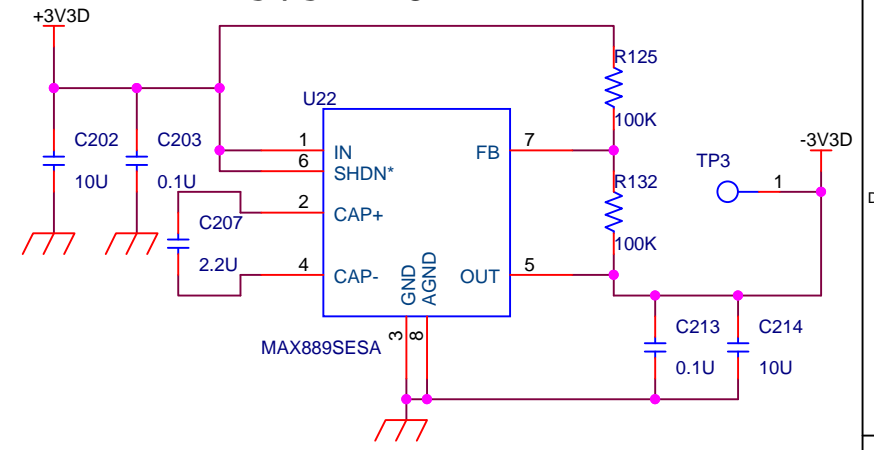 +3V3D
R125
100K
U22
C202
10U
C203
0.1U
1
IN
6
SHDN*
2
CAP+
C207
2.2U
4
CAP-
FB
7
R132
100K
OUT
5
GND
AGND
3
8
MAX889SESA
TP3
1
-3V3D
C213
0.1U
C214
10U
D